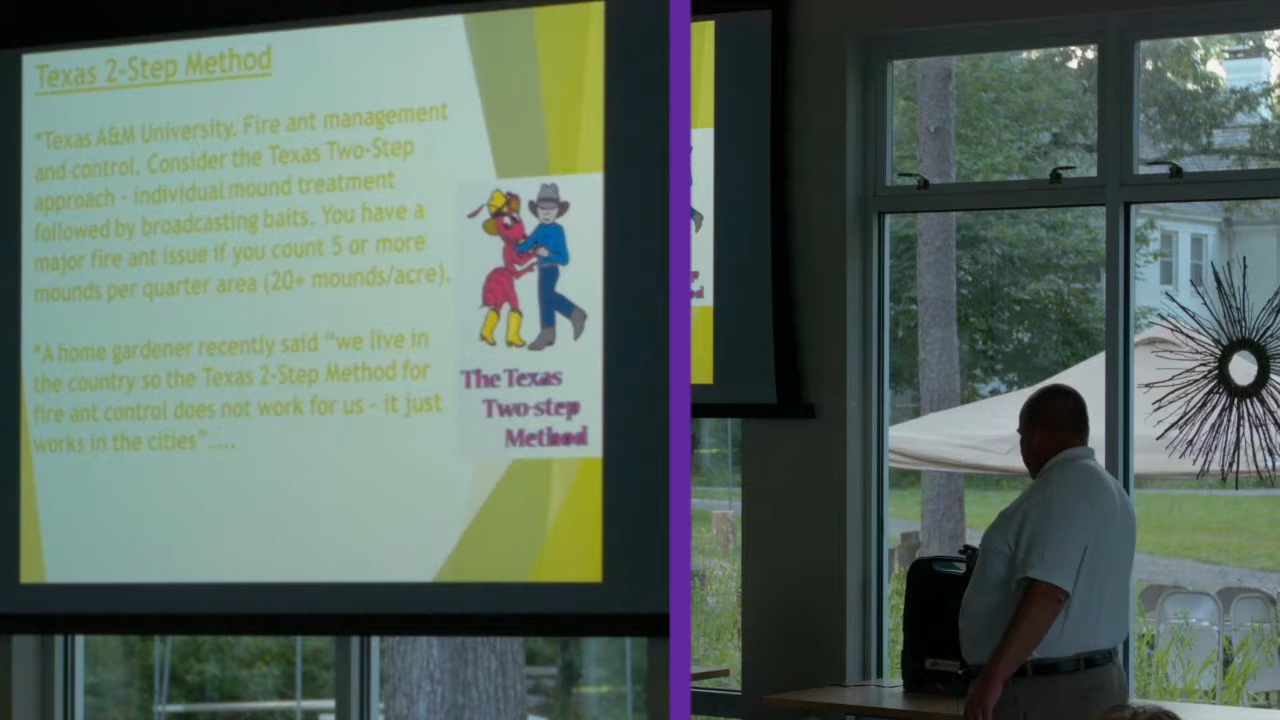 Texas 2-Step Method
*Texas A&M University. Fire ant management
and control. Consider the Texas Two-Step
approach - individual mound treatment
followed by broadcasting baits. You have a
major fire ant issue if you count 5 or more
mounds per quarter area (20+ mounds/acre).
*A home gardener recently said "we live in
the country so the Texas 2-Step Method for
fire ant control does not work for us - it just
works in the cities".....
The Texas
Two-step
Method